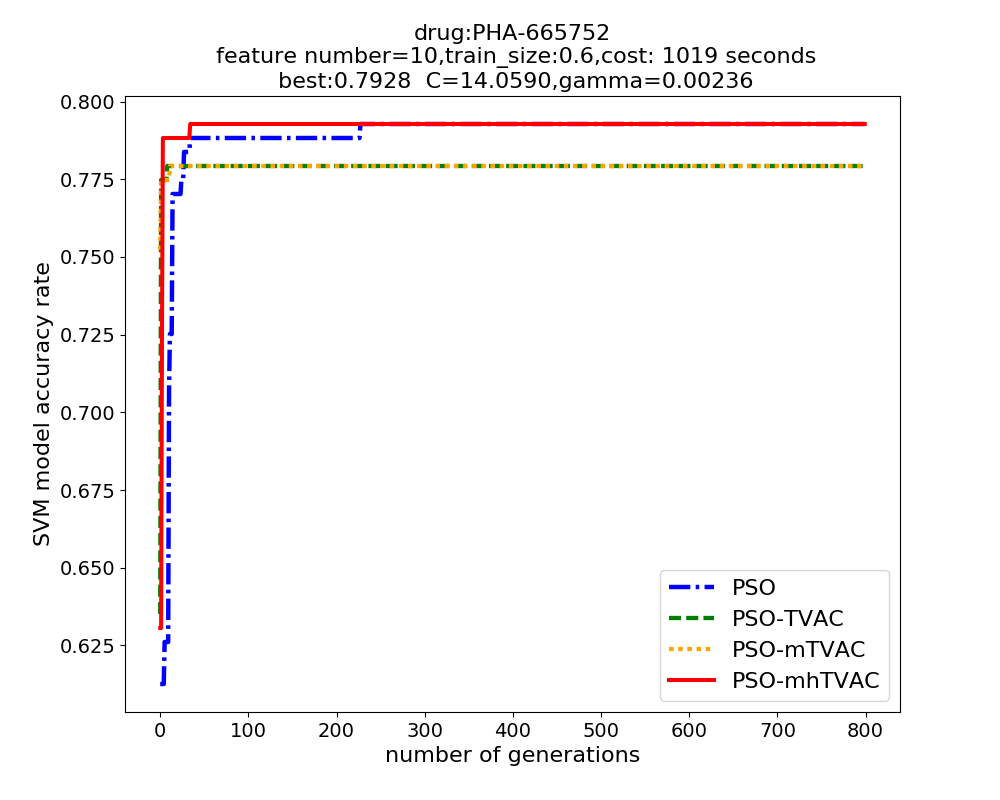 drug:PHA-665752
feature number=10,train_size:0.6,cost: 1019 seconds
best:0.7928  C=14.0590,gamma=0.00236
0.800
0.775
0.750
0.725
0.700
0.675
0.650
0.625
SVM model accuracy rate
PSO
PSO-TVAC
PSO-mTVAC
PSO-mhTVAC
0 100 200 300 400 500 600 700 800
number of generations